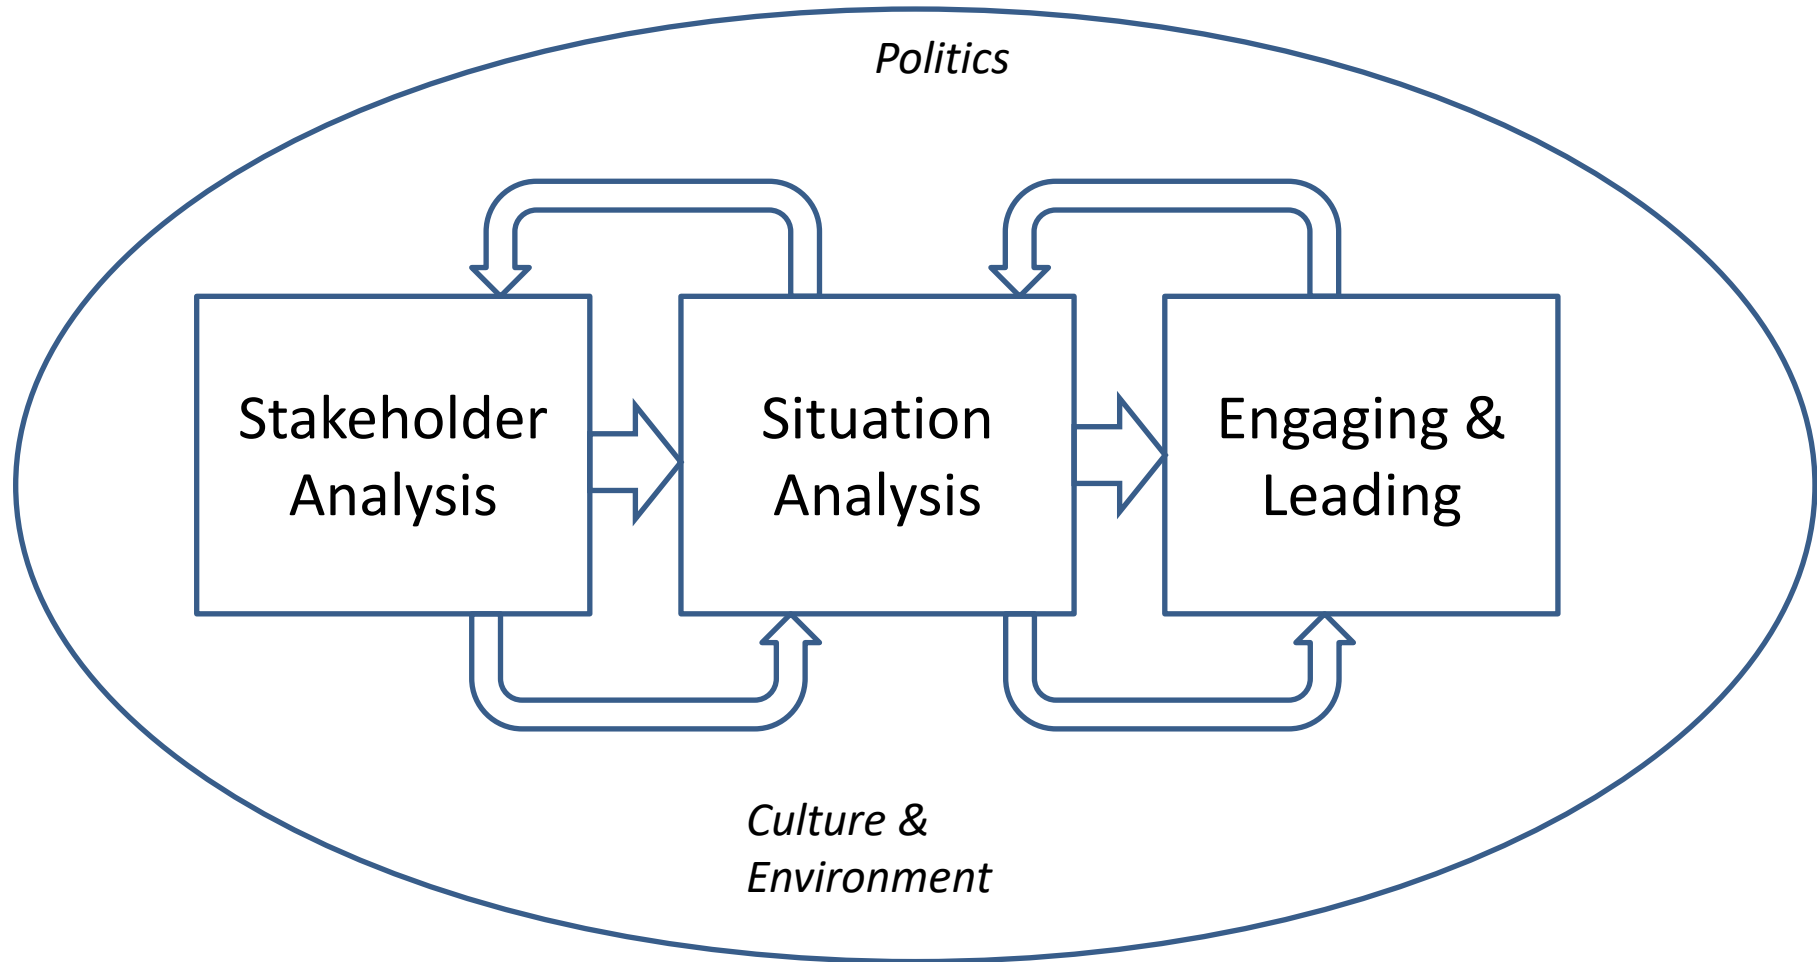 Politics
Stakeholder
Analysis
Situation
Analysis
Engaging &
Leading
Culture &
Environment